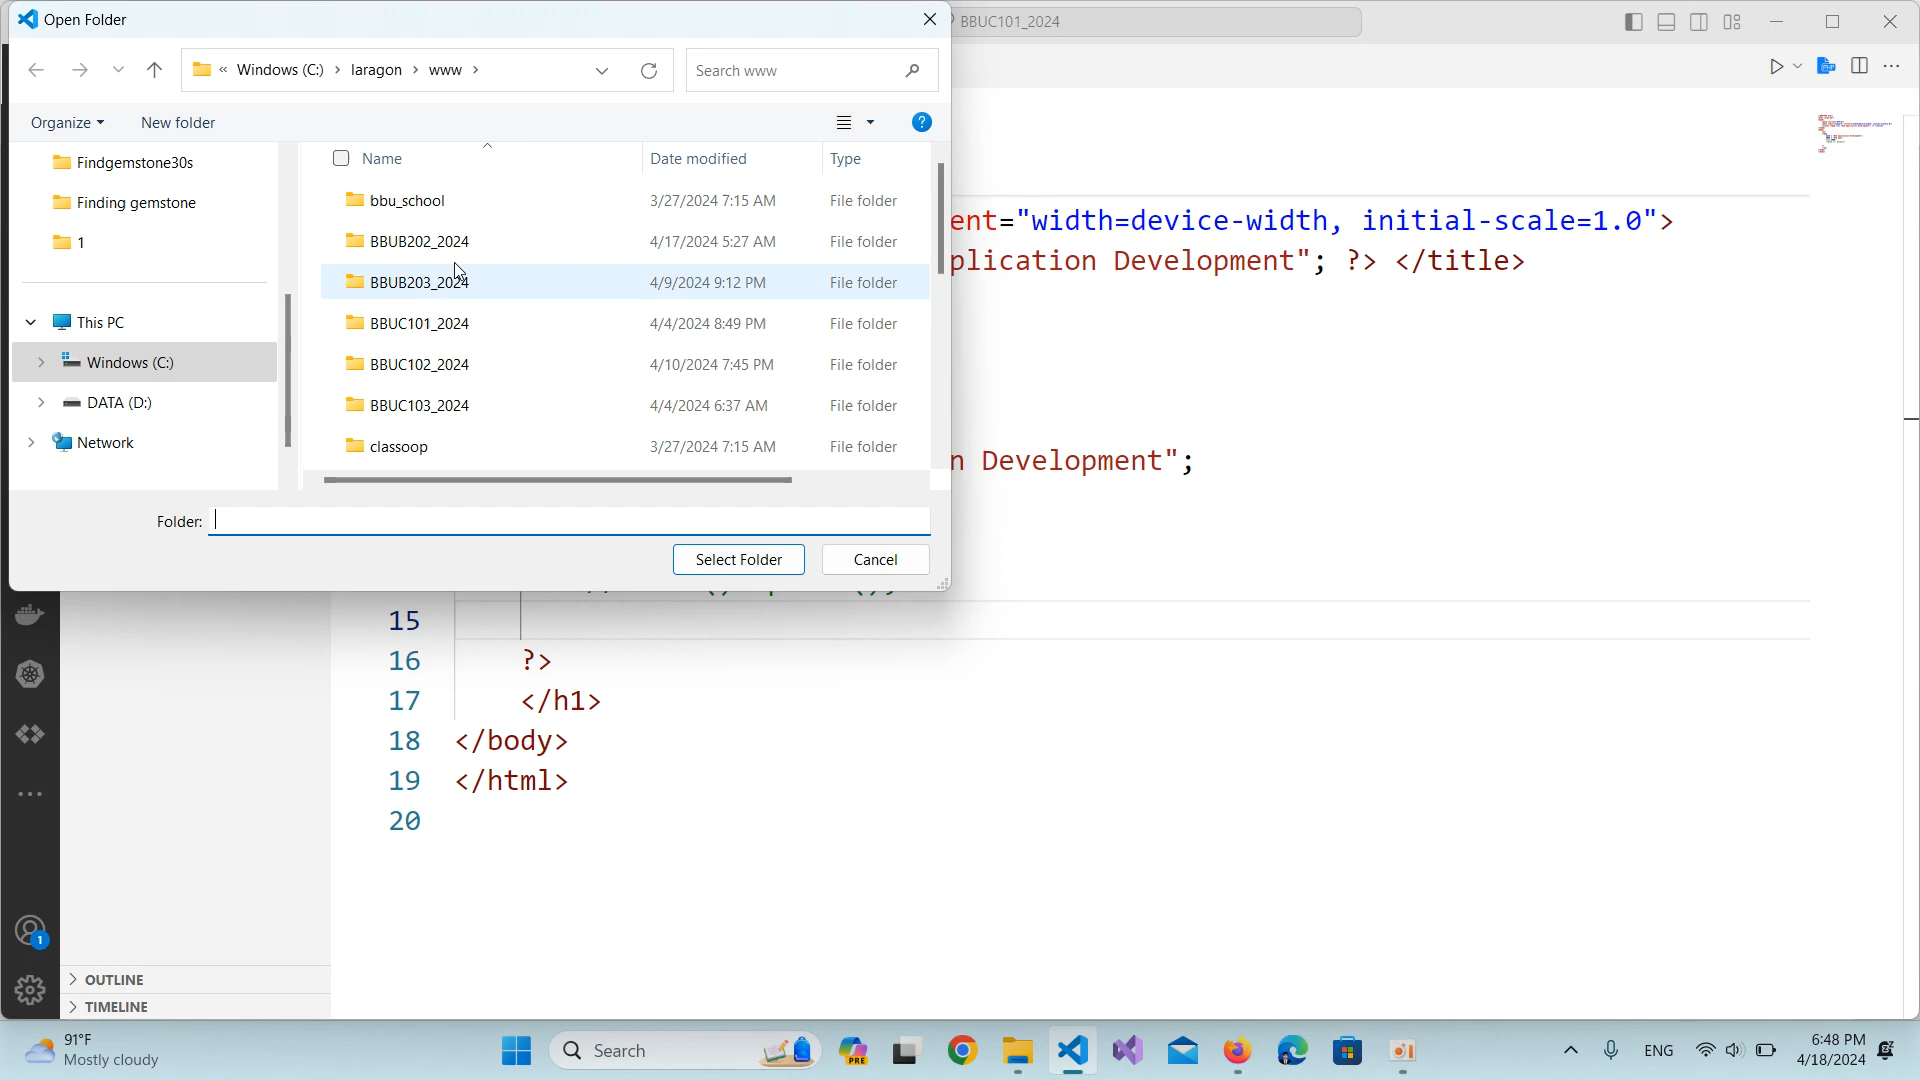 Open Folder
BBUC101_2024
« Windows (C:) › laragon › www ›
Search www
Organize
New folder
Name
Date modified
Type
Findgemstone30s
Finding gemstone
1
This PC
Windows (C:)
DATA (D:)
Network
bbu_school 3/27/2024 7:15 AM File folder
BBUB202_2024 4/17/2024 5:27 AM File folder
BBUB203_2024 4/9/2024 9:12 PM File folder
BBUC101_2024 4/4/2024 8:49 PM File folder
BBUC102_2024 4/10/2024 7:45 PM File folder
BBUC103_2024 4/4/2024 6:37 AM File folder
classoop 3/27/2024 7:15 AM File folder
Folder:
Select Folder
Cancel
ent="width=device-width, initial-scale=1.0">
plication Development"; ?> </title>
n Development";
15
16 ?>
17 </h1>
18 </body>
19 </html>
20
1
OUTLINE
TIMELINE
91°F
Mostly cloudy
Search
PRE
ENG
6:48 PM
4/18/2024